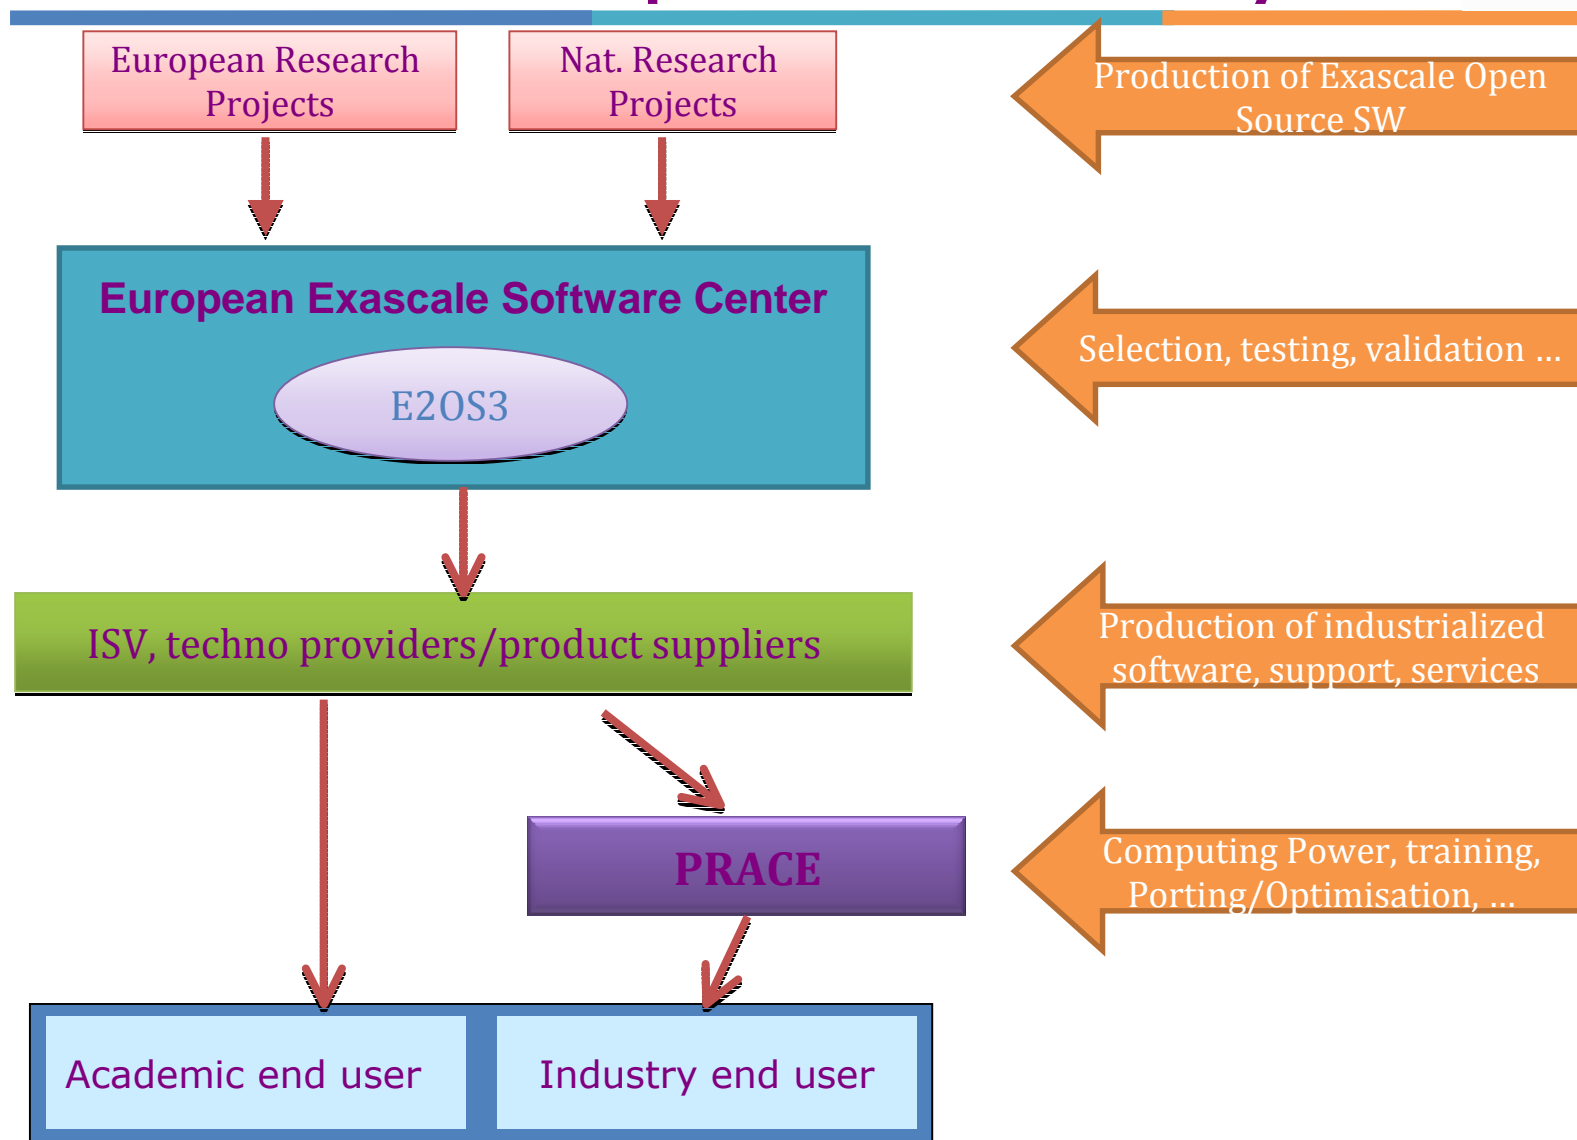 European Research
Projects
Nat. Research
Projects
Production of Exascale Open
Source SW
European Exascale Software Center
E2OS3
Selection, testing, validation …
ISV, techno providers/product suppliers
Production of industrialized
software, support, services
PRACE
Computing Power, training,
Porting/Optimisation, …
Academic end user
Industry end user